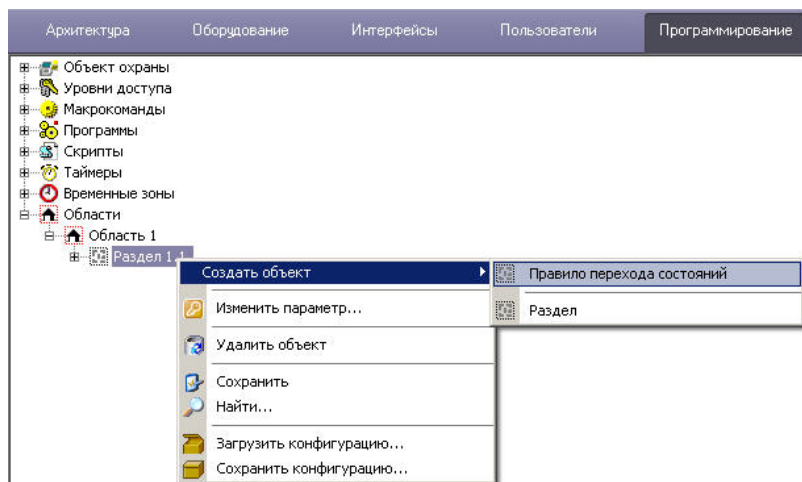 Архитектура Оборудование Интерфейсы Пользователи Программирование
Объект охраны
Уровни доступа
Макрокоманды
Программы
Скрипты
Таймеры
Временные зоны
Области
Область 1
Раздел 1.1
Создать объект
Правило перехода состояний
Изменить параметр...
Раздел
Удалить объект
Сохранить
Найти...
Загрузить конфигурацию...
Сохранить конфигурацию...